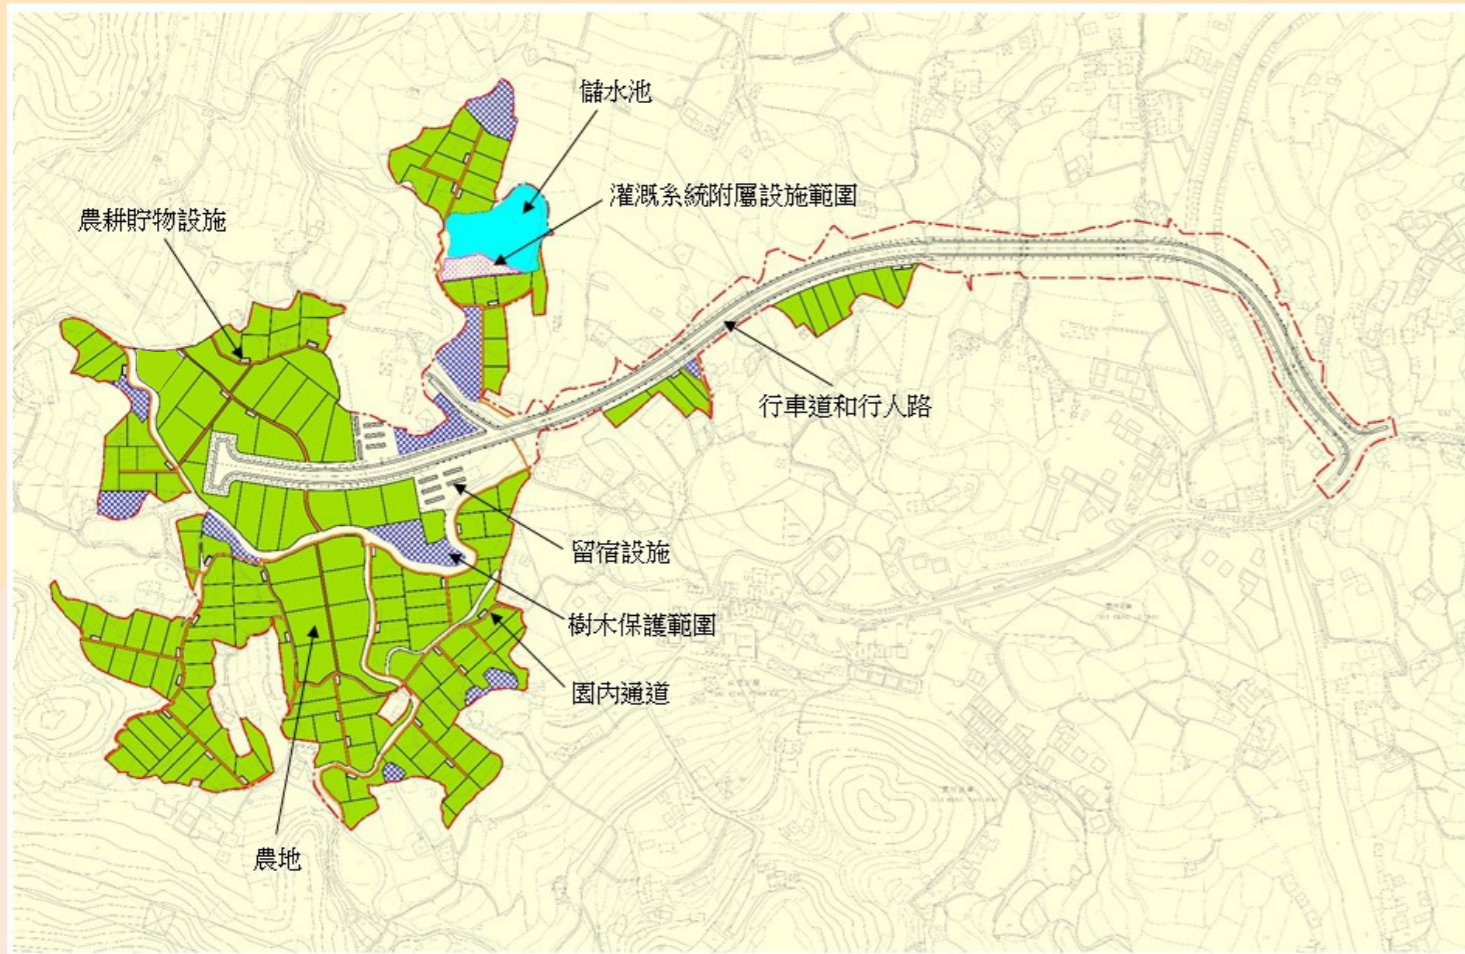 儲水池
灌溉系統附屬設施範圍
農耕貯物設施
行車道和行人路
留宿設施
樹木保護範圍
園內通道
農地